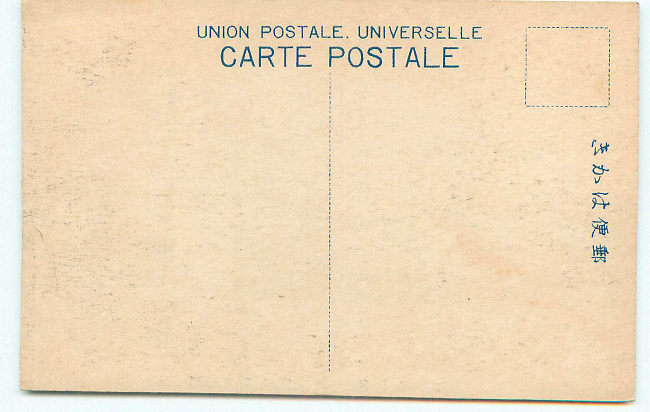 UNION POSTALE. UNIVERSELLE
CARTE POSTALE
郵便はかき